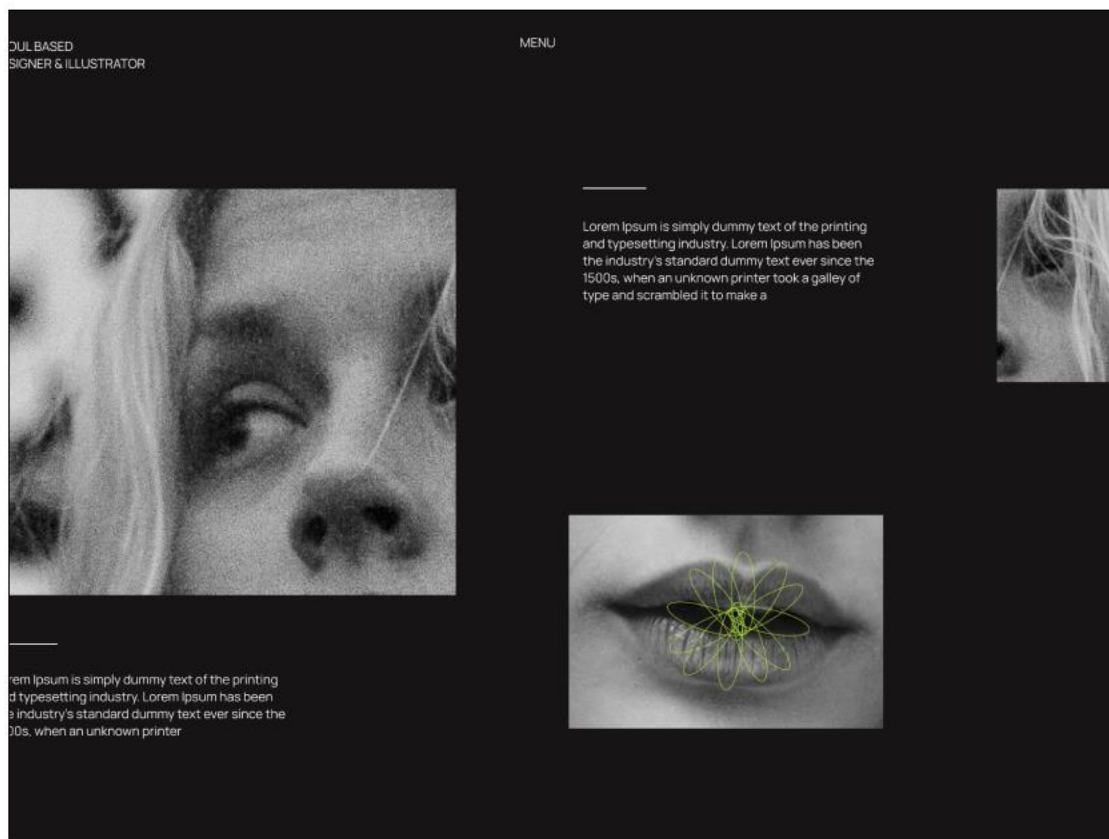 OUL BASED
SIGNER & ILLUSTRATOR
MENU
Lorem Ipsum is simply dummy text of the printing
and typesetting industry. Lorem Ipsum has been
the industry's standard dummy text ever since the
1500s, when an unknown printer took a galley of
type and scrambled it to make a
rem Ipsum is simply dummy text of the printing
d typesetting industry. Lorem Ipsum has been
e industry's standard dummy text ever since the
00s, when an unknown printer